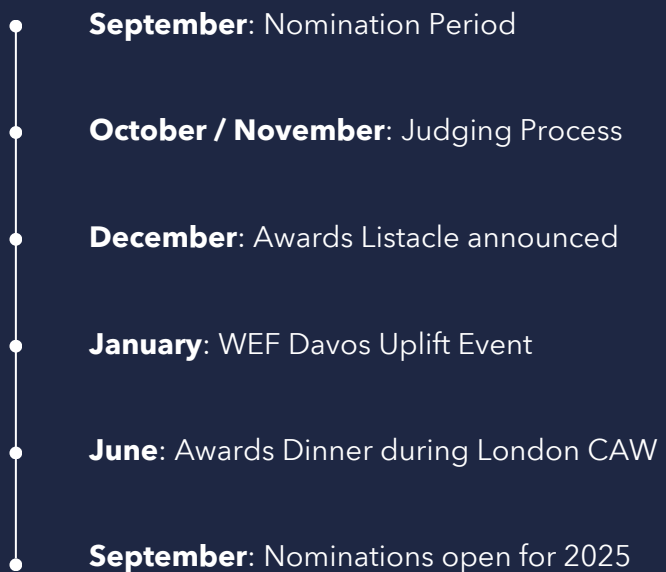 September: Nomination Period
October / November: Judging Process
December: Awards Listacle announced
January: WEF Davos Uplift Event
June: Awards Dinner during London CAW
September: Nominations open for 2025